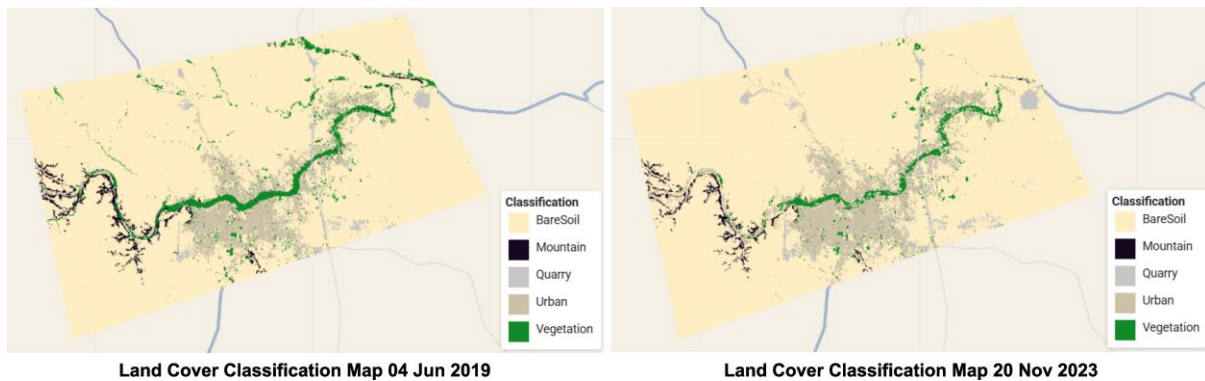 Classification
BareSoil
Mountain
Quarry
Urban
Vegetation
Land Cover Classification Map 04 Jun 2019
Classification
BareSoil
Mountain
Quarry
Urban
Vegetation
Land Cover Classification Map 20 Nov 2023